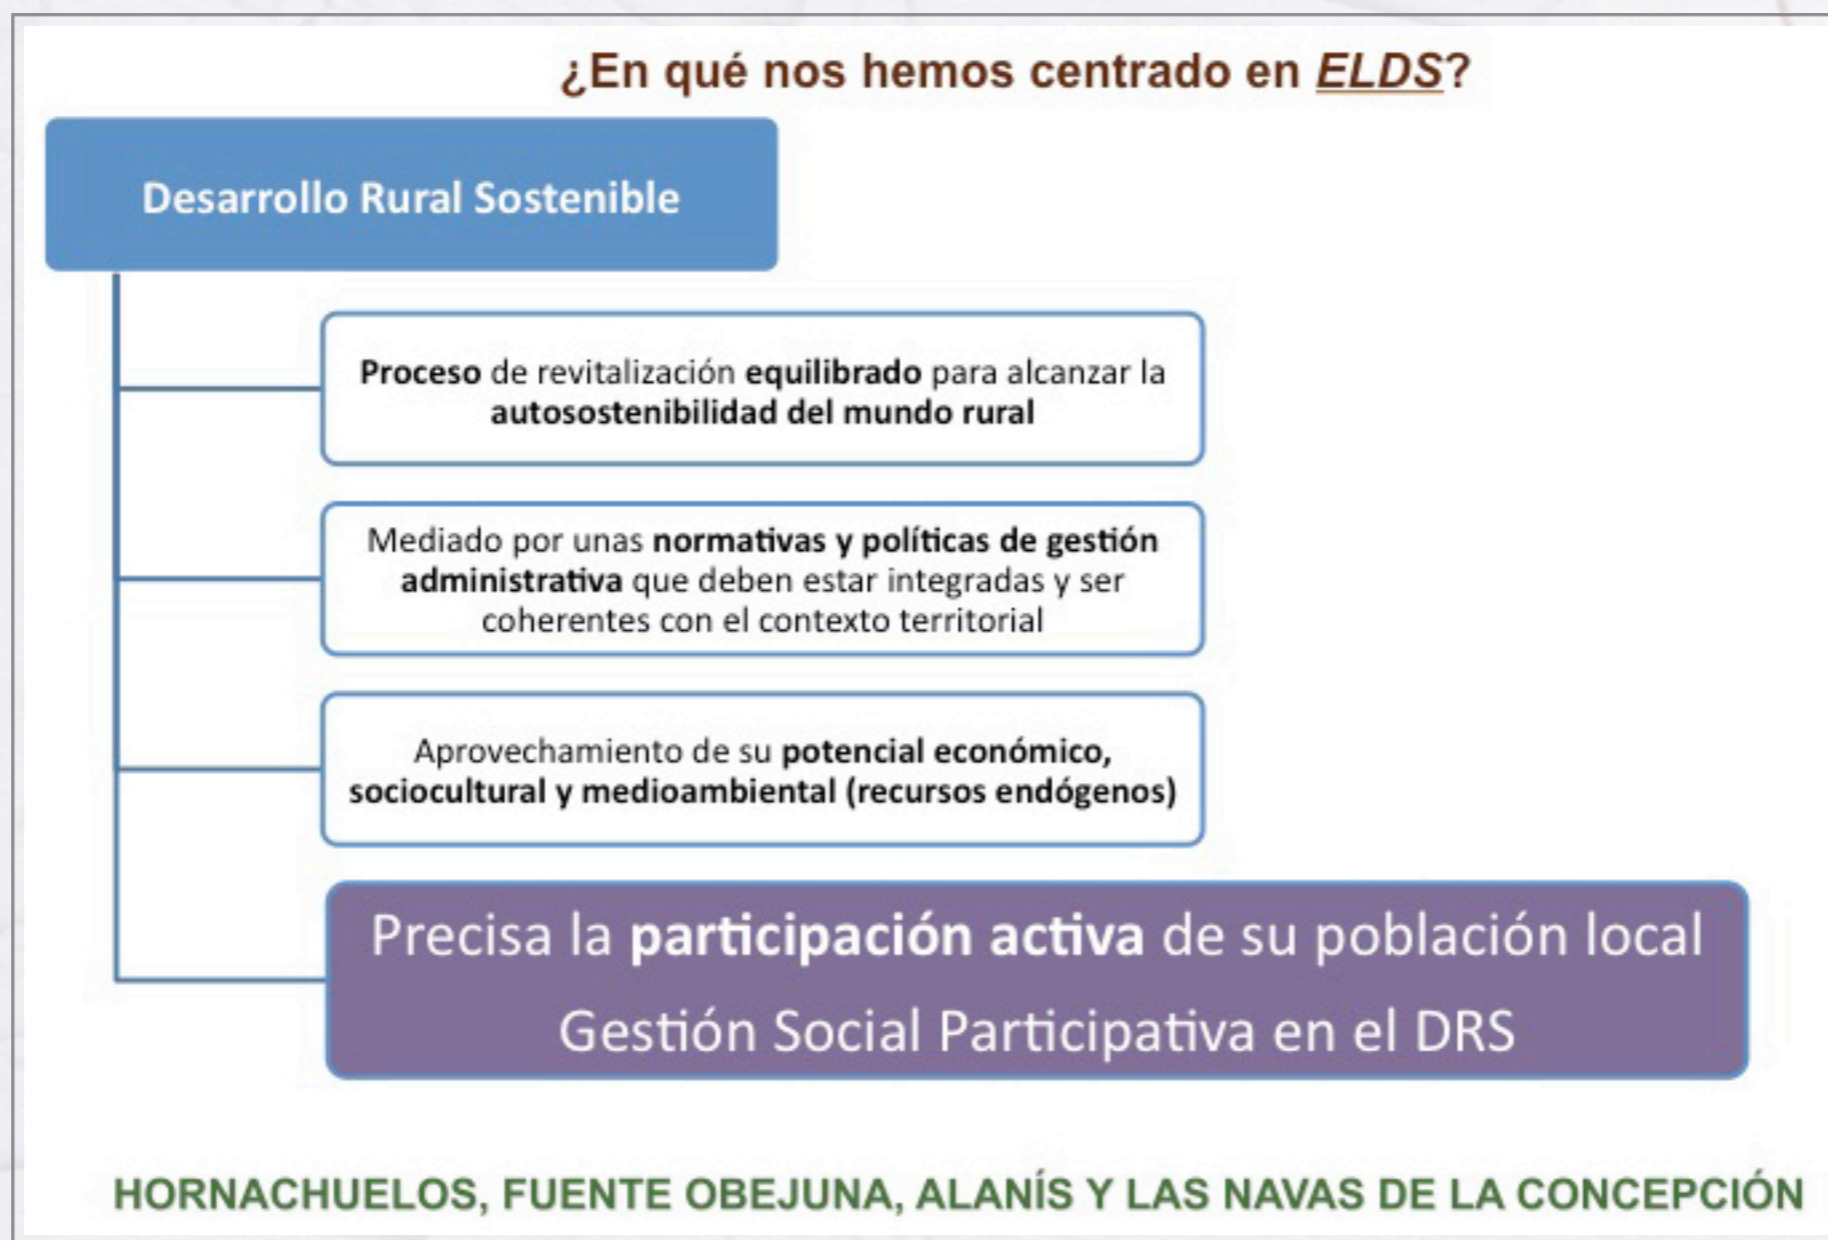 ¿En qué nos hemos centrado en ELDS?
Desarrollo Rural Sostenible
Proceso de revitalización equilibrado para alcanzar la
autosostenibilidad del mundo rural
Mediado por unas normativas y políticas de gestión
administrativa que deben estar integradas y ser
coherentes con el contexto territorial
Aprovechamiento de su potencial económico,
sociocultural y medioambiental (recursos endógenos)
Precisa la participación activa de su población local
Gestión Social Participativa en el DRS
HORNACHUELOS, FUENTE OBEJUNA, ALANÍS Y LAS NAVAS DE LA CONCEPCIÓN